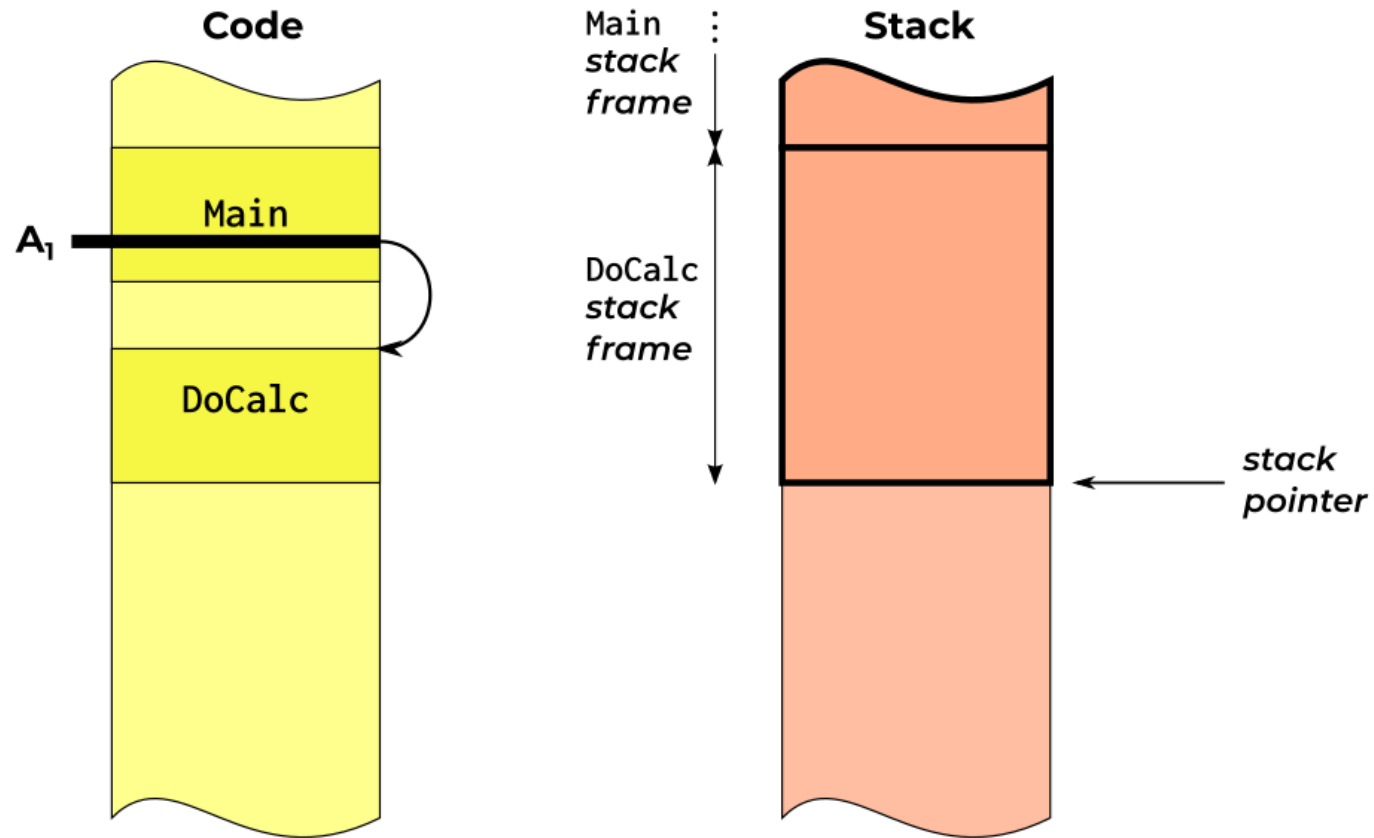 Code
Main
A₁
DoCalc
Main
stack
frame
DoCalc
stack
frame
Stack
stack
pointer